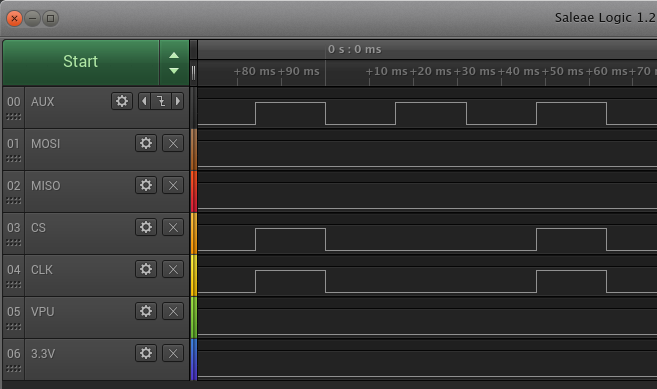 Saleae Logic 1.2
Start
0 s : 0 ms
+80 ms +90 ms +10 ms +20 ms +30 ms +40 ms +50 ms +60 ms +70 m
00 AUX
01 MOSI
02 MISO
03 CS
04 CLK
05 VPU
06 3.3V